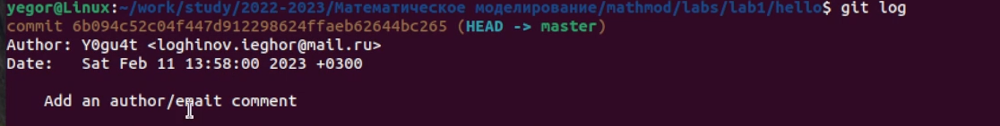 yegor@Linux:~/work/study/2022-2023/Математическое моделирование/mathmod/labs/lab1/hello$ git log
commit 6b094c52c04f447d912298624ffaeb62644bc265 (HEAD -> master)
Author: Y0gu4t <loghinov.ieghor@mail.ru>
Date:   Sat Feb 11 13:58:00 2023 +0300
    Add an author/email comment